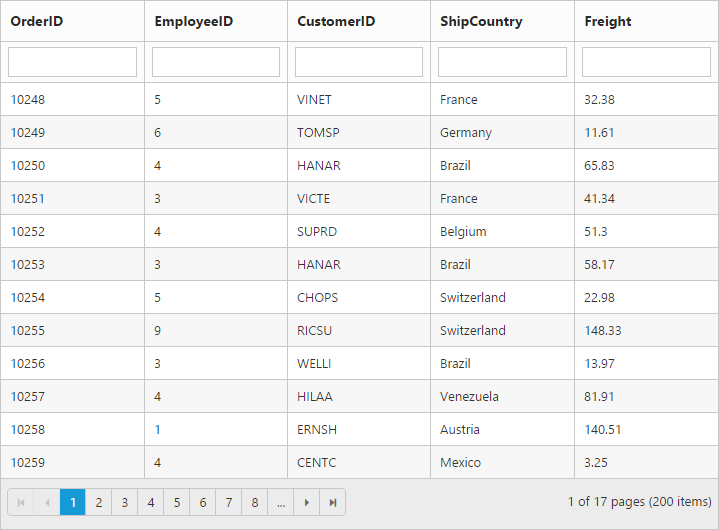 OrderID EmployeeID CustomerID ShipCountry Freight
10248 5 VINET France 32.38
10249 6 TOMSP Germany 11.61
10250 4 HANAR Brazil 65.83
10251 3 VICTE France 41.34
10252 4 SUPRD Belgium 51.3
10253 3 HANAR Brazil 58.17
10254 5 CHOPS Switzerland 22.98
10255 9 RICSU Switzerland 148.33
10256 3 WELLI Brazil 13.97
10257 4 HILAA Venezuela 81.91
10258 1 ERNSH Austria 140.51
10259 4 CENTC Mexico 3.25
1 2 3 4 5 6 7 8 ... 1 of 17 pages (200 items)